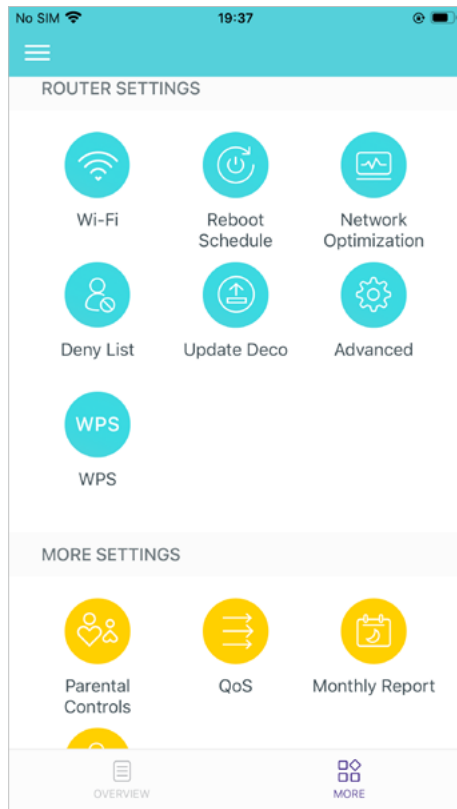 No SIM 19:37
ROUTER SETTINGS
Wi-Fi Reboot Network
Schedule Optimization
Deny List Update Deco Advanced
WPS
WPS
MORE SETTINGS
Parental QoS Monthly Report
Controls
OVERVIEW MORE